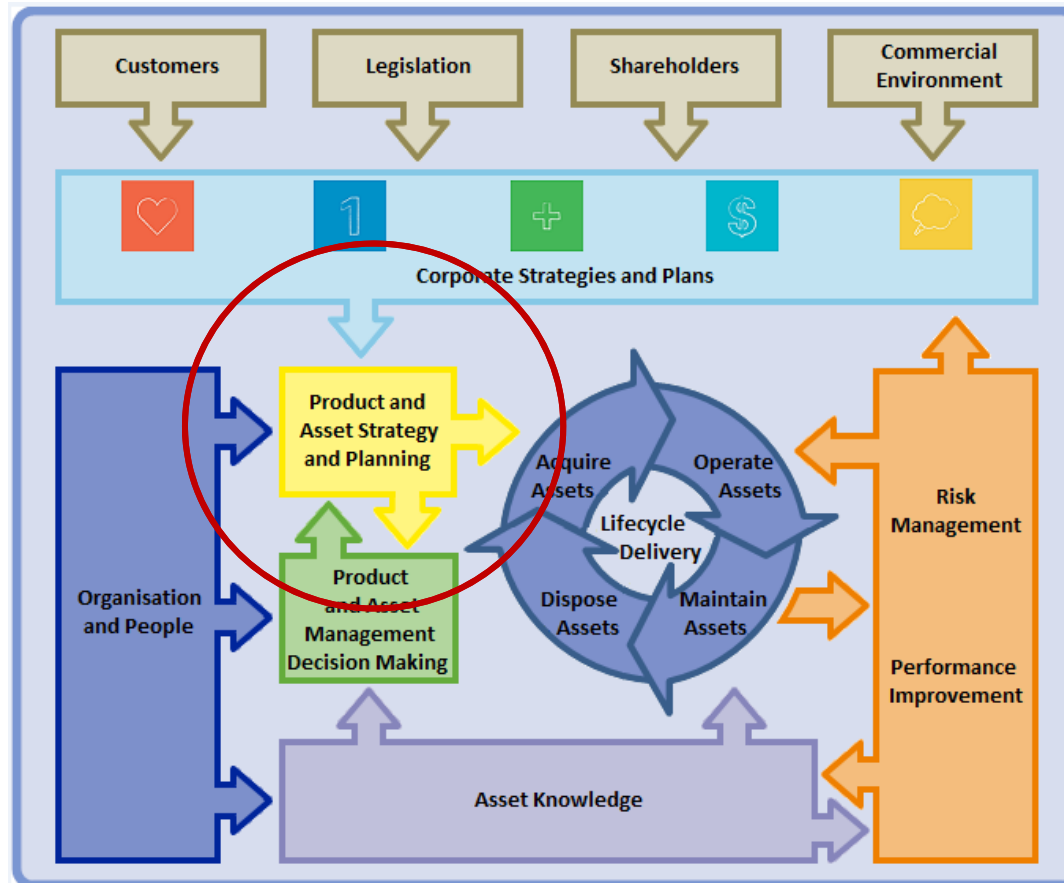 Customers
Legislation
Shareholders
Commercial
Environment
1
$
Corporate Strategies and Plans
Product and
Asset Strategy
and Planning
Acquire
Assets
Operate
Assets
Lifecycle
Delivery
Dispose
Assets
Maintain
Assets
Organisation
and People
Product
and Asset
Management
Decision Making
Risk
Management
Performance
Improvement
Asset Knowledge